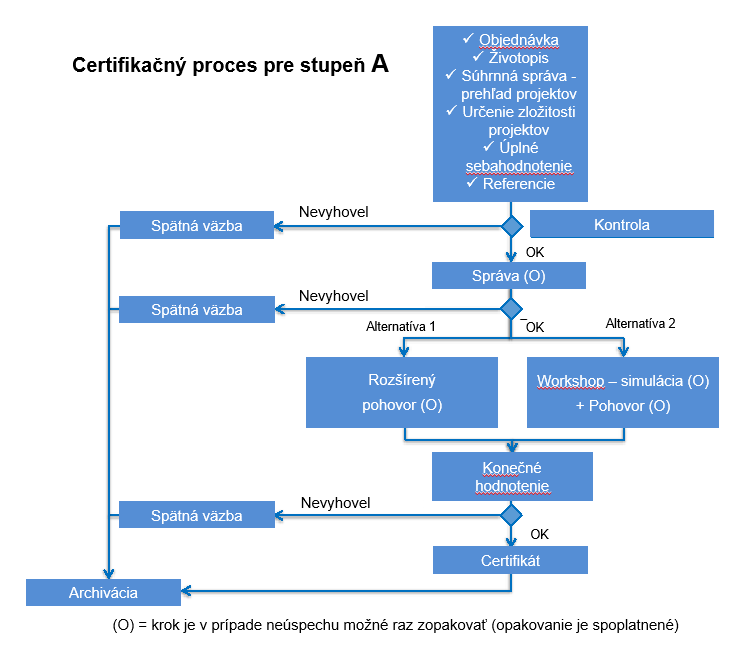 Certifikačný proces pre stupeň A
✓ Objednávka
✓ Životopis
✓ Súhrnná správa -
prehľad projektov
✓ Určenie zložitosti
projektov
✓ Úplné
sebahodnotenie
✓ Referencie
Nevyhovel
Spätná väzba
Kontrola
OK
Správa (O)
Nevyhovel
Spätná väzba
Alternatíva 1
OK
Alternatíva 2
Rozšírený
pohovor (O)
Workshop – simulácia (O)
+ Pohovor (O)
Konečné
hodnotenie
Nevyhovel
Spätná väzba
OK
Certifikát
Archivácia
(O) = krok je v prípade neúspechu možné raz zopakovať (opakovanie je spoplatnené)